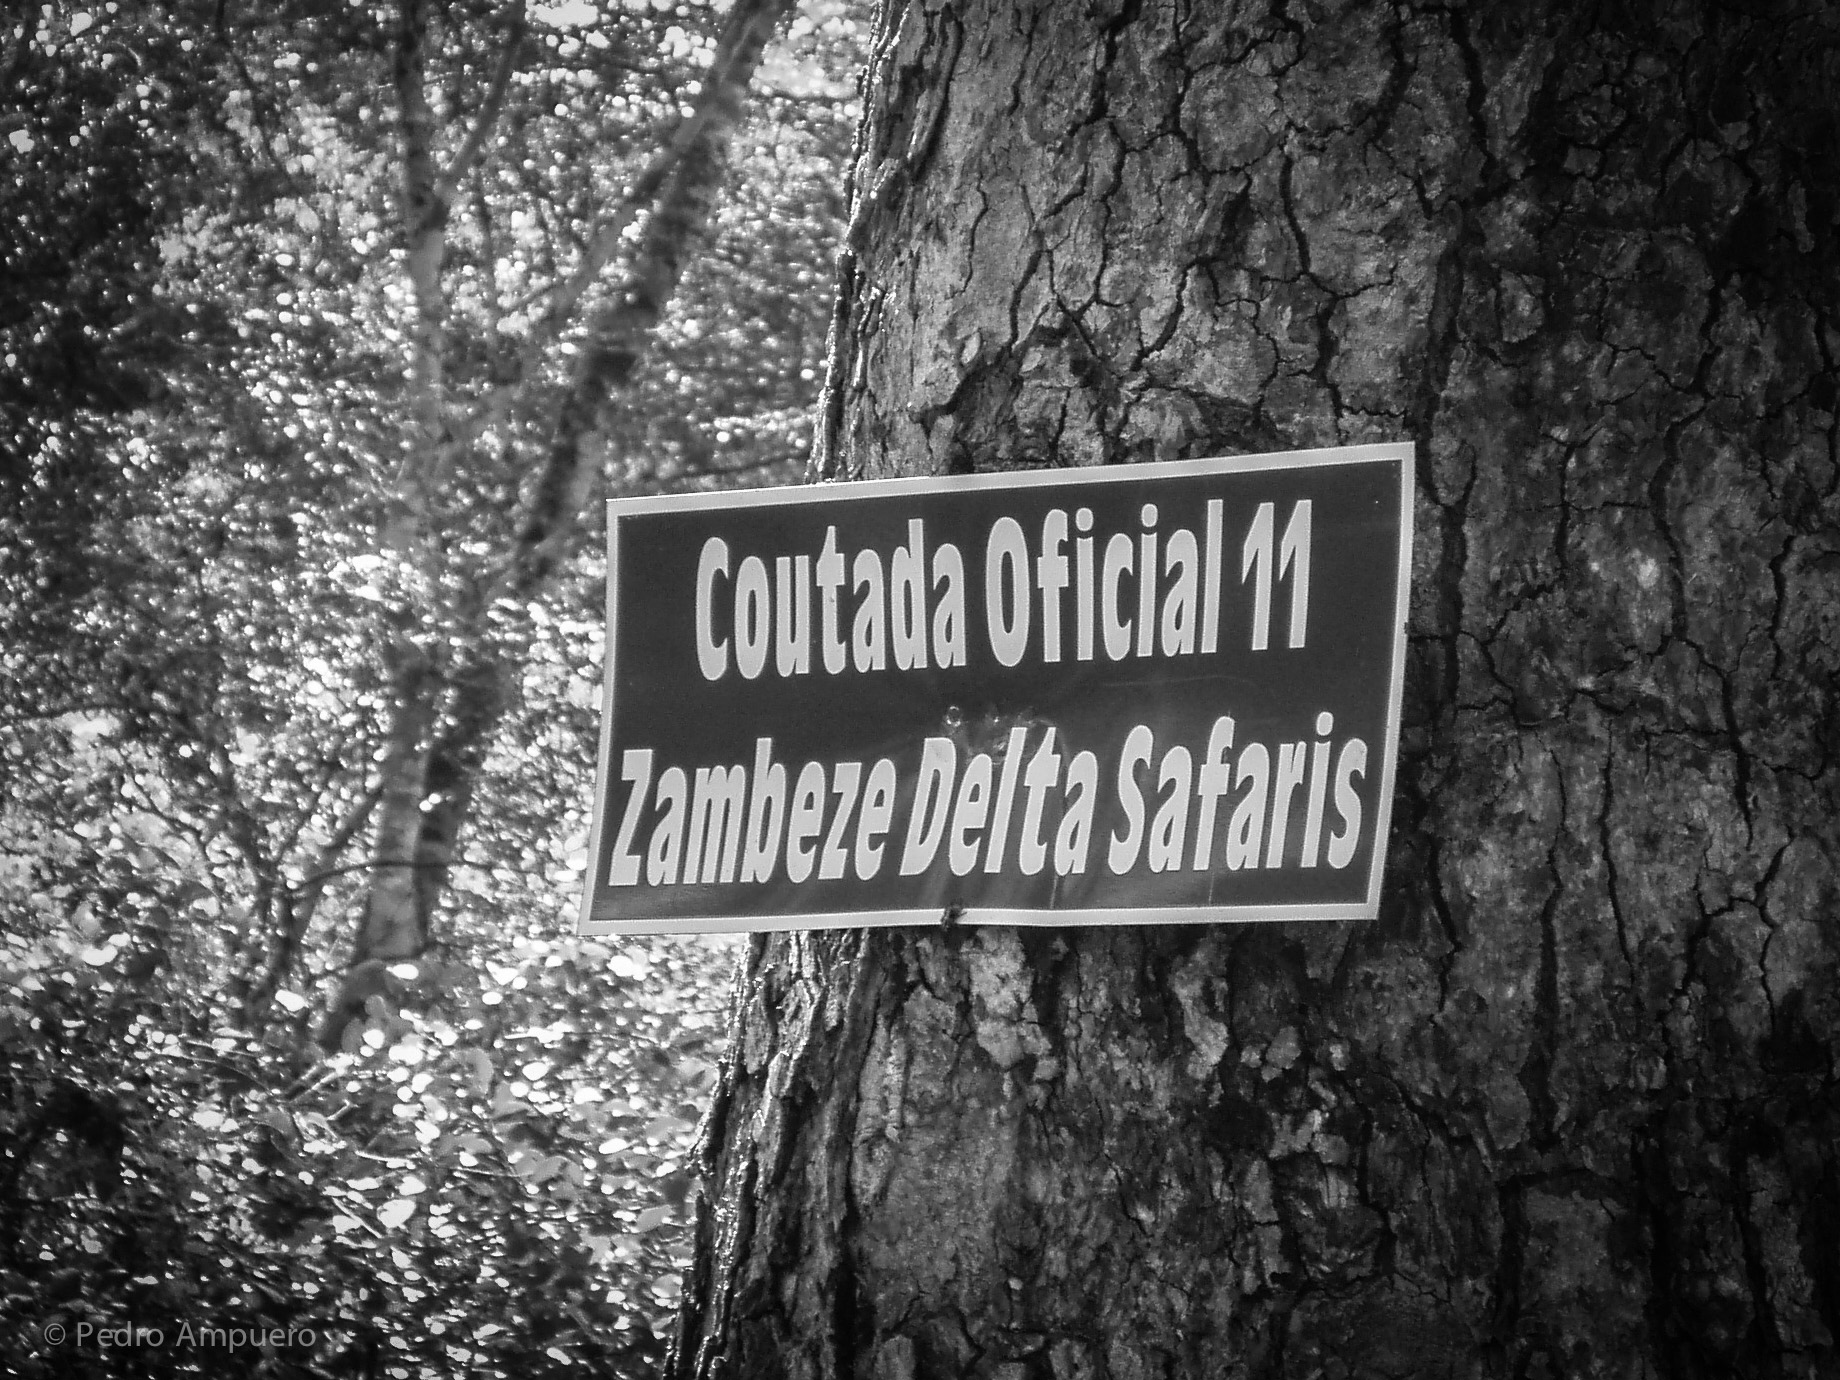 Coutada Oficial 11
Zambeze Delta Safaris
© Pedro Ampuero